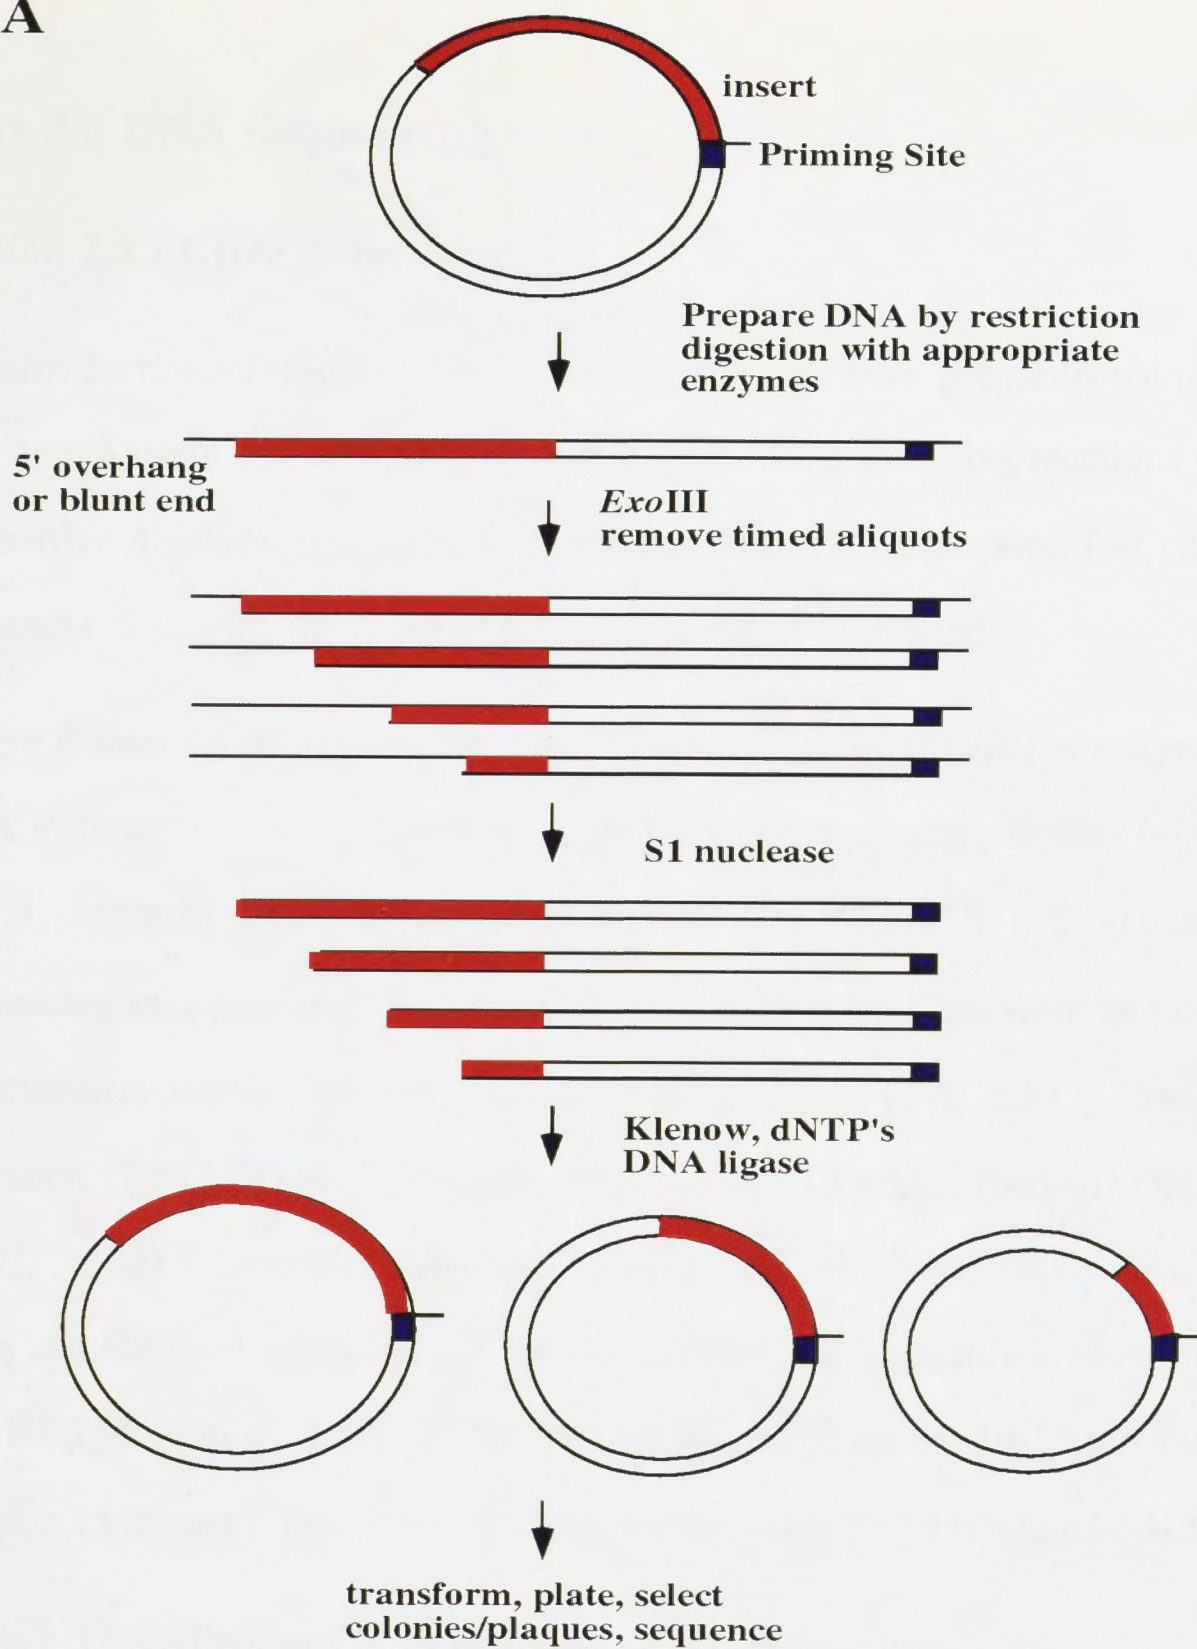 A
insert
Priming Site
Prepare DNA by restriction
digestion with appropriate
enzymes
5' overhang
or blunt end
ExoIII
remove timed aliquots
S1 nuclease
Klenow, dNTP's
DNA ligase
transform, plate, select
colonies/plaques, sequence